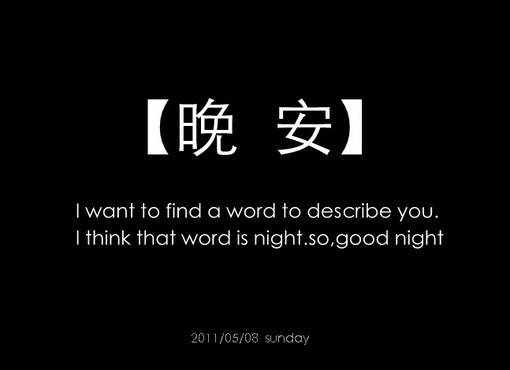 【晚 安】
I want to find a word to describe you.
I think that word is night.so,good night
2011/05/08 sunday